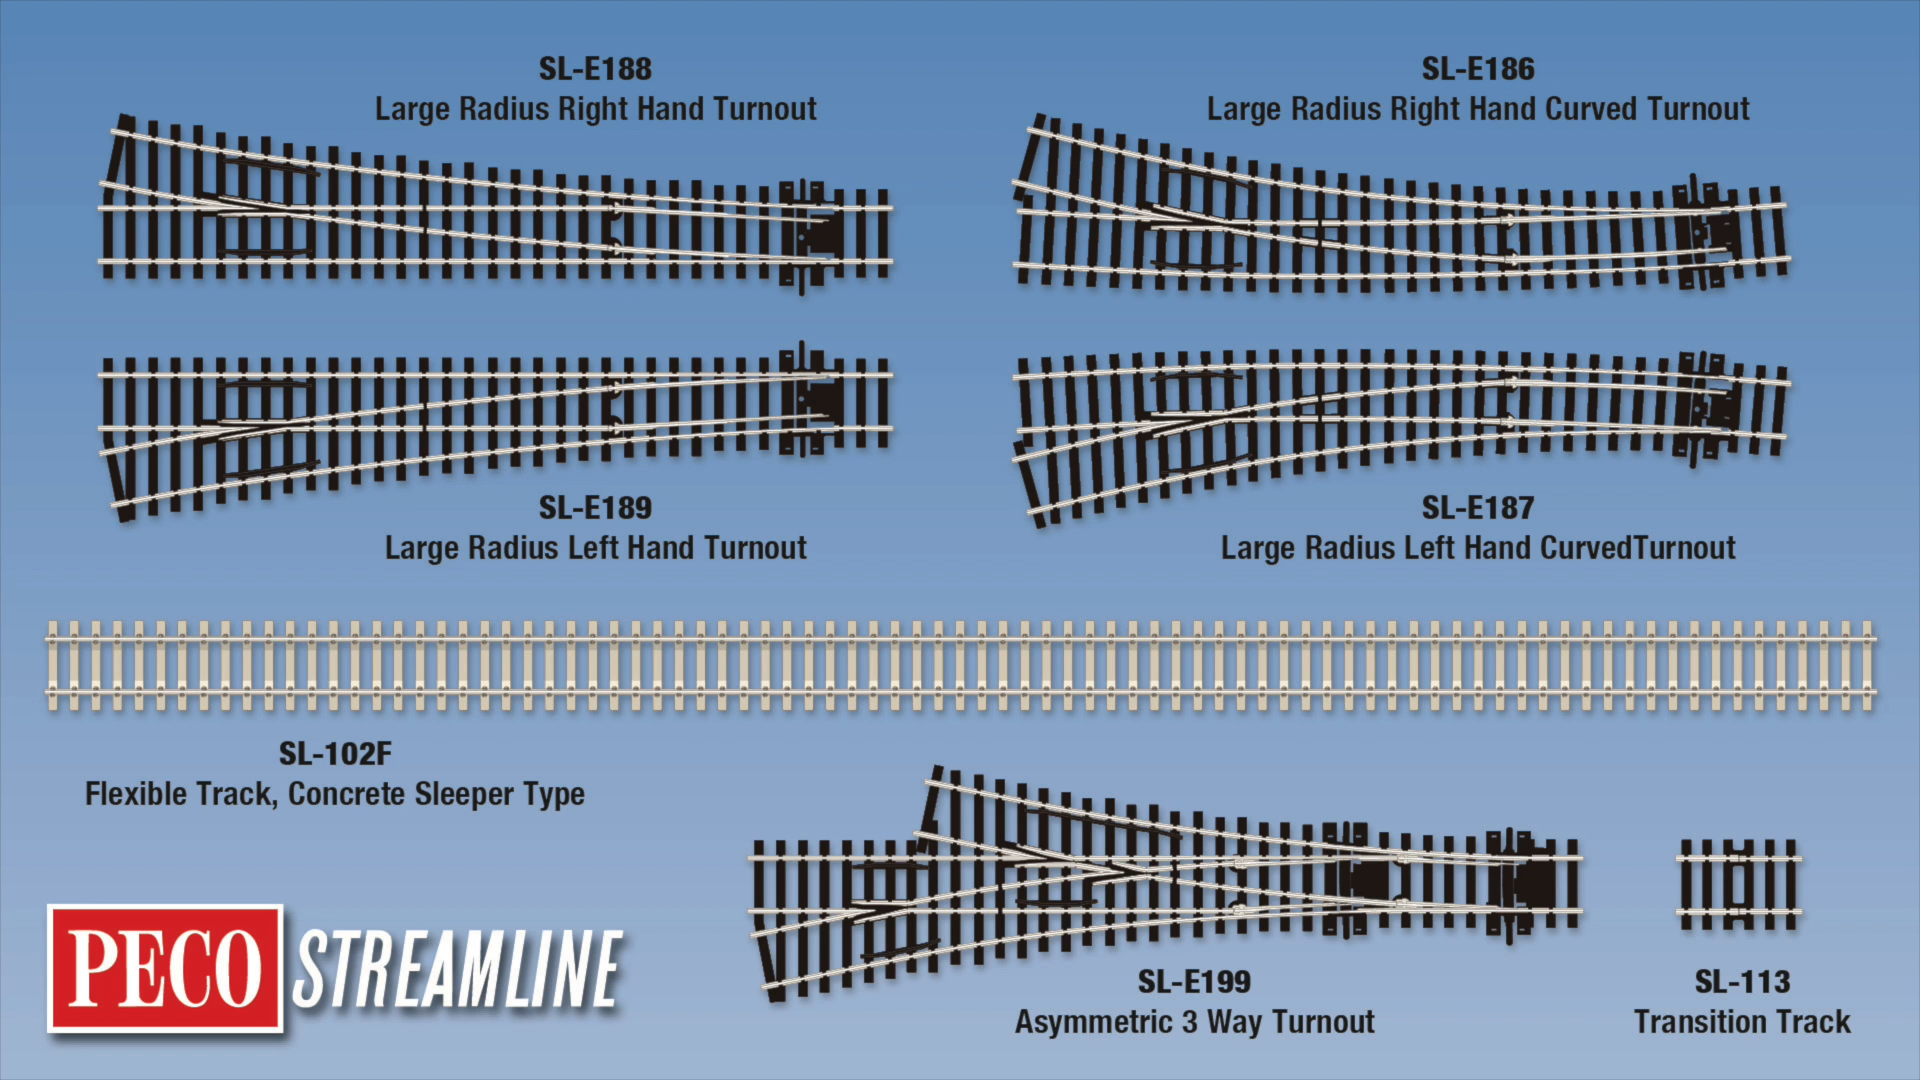 SL-E188
Large Radius Right Hand Turnout
SL-E186
Large Radius Right Hand Curved Turnout
SL-E189
Large Radius Left Hand Turnout
SL-E187
Large Radius Left Hand CurvedTurnout
SL-102F
Flexible Track, Concrete Sleeper Type
SL-E199
Asymmetric 3 Way Turnout
SL-113
Transition Track
PECO STREAMLINE